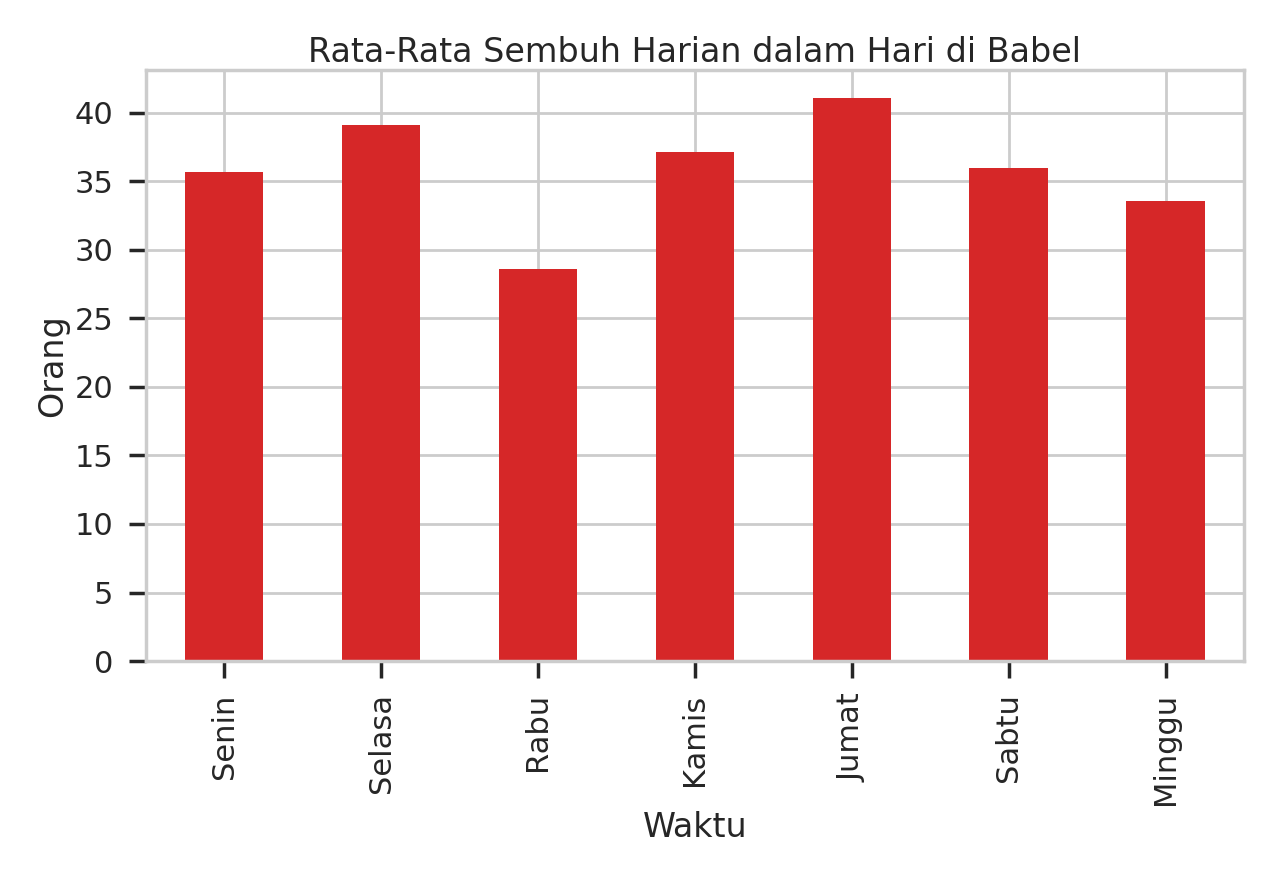 Rata-Rata Sembuh Harian dalam Hari di Babel
40
35
30
25
20
15
10
5
0
Orang
Senin
Selasa
Rabu
Kamis
Jumat
Sabtu
Minggu
Waktu